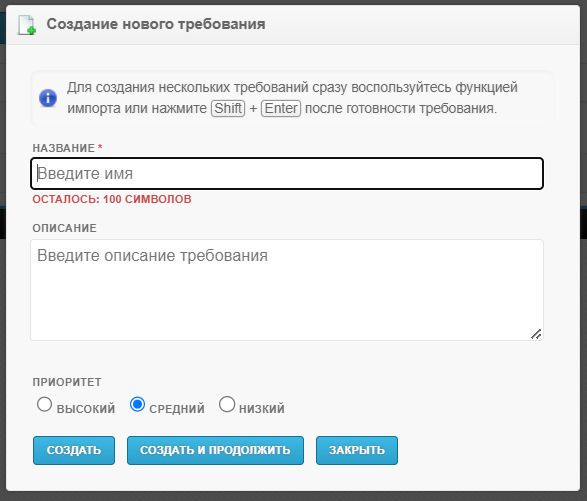 Создание нового требования
Для создания нескольких требований сразу воспользуйтесь функцией
импорта или нажмите Shift + Enter после готовности требования.
НАЗВАНИЕ *
Введите имя
ОСТАЛОСЬ: 100 СИМВОЛОВ
ОПИСАНИЕ
Введите описание требования
ПРИОРИТЕТ
ВЫСОКИЙ СРЕДНИЙ НИЗКИЙ
СОЗДАТЬ СОЗДАТЬ И ПРОДОЛЖИТЬ ЗАКРЫТЬ